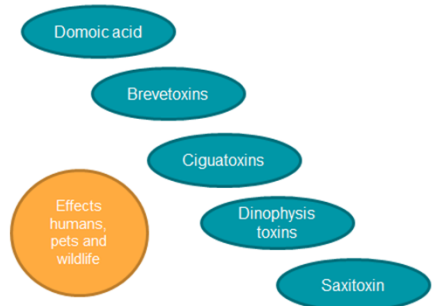 Domoic acid
Brevetoxins
Ciguatoxins
Effects
humans,
pets and
wildlife
Dinophysis
toxins
Saxitoxin